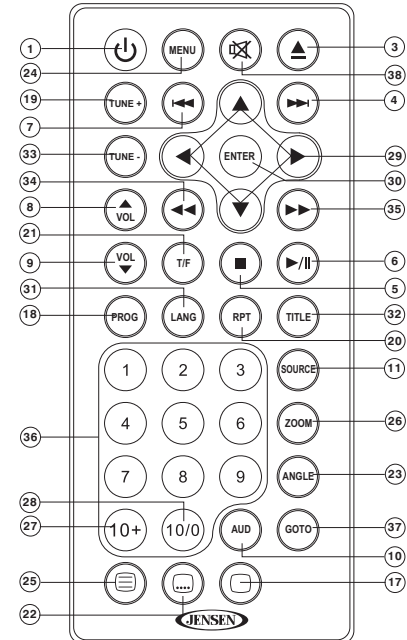 1
MENU
3
24
38
19
TUNE +
4
7
33
TUNE -
ENTER
29
34
30
8
VOL
35
21
9
VOL
T/F
6
31
5
18
PROG
LANG
RPT
TITLE
32
20
1
2
3
SOURCE
11
36
4
5
6
ZOOM
26
7
8
9
ANGLE
23
28
27
10+
10/0
AUD
GOTO
37
10
25
17
22
JENSEN